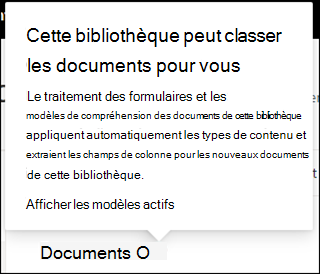 Cette bibliothèque peut classer
les documents pour vous
Le traitement des formulaires et les
modèles de compréhension des documents de cette bibliothèque
appliquent automatiquement les types de contenu et
extraient les champs de colonne pour les nouveaux documents
de cette bibliothèque.
Afficher les modèles actifs
Documents O